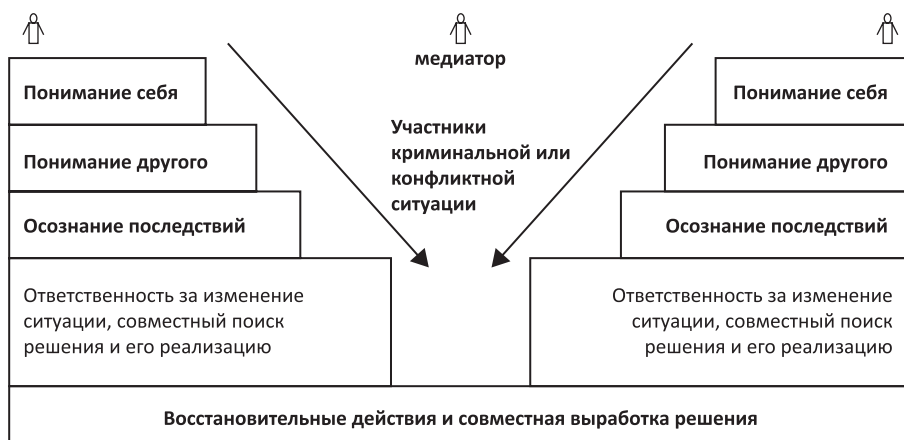 медиатор
Понимание себя
Понимание себя
Участники
криминальной или
конфликтной
ситуации
Понимание другого
Понимание другого
Осознание последствий
Осознание последствий
Ответственность за изменение
ситуации, совместный поиск
решения и его реализацию
Ответственность за изменение
ситуации, совместный поиск
решения и его реализацию
Восстановительные действия и совместная выработка решения